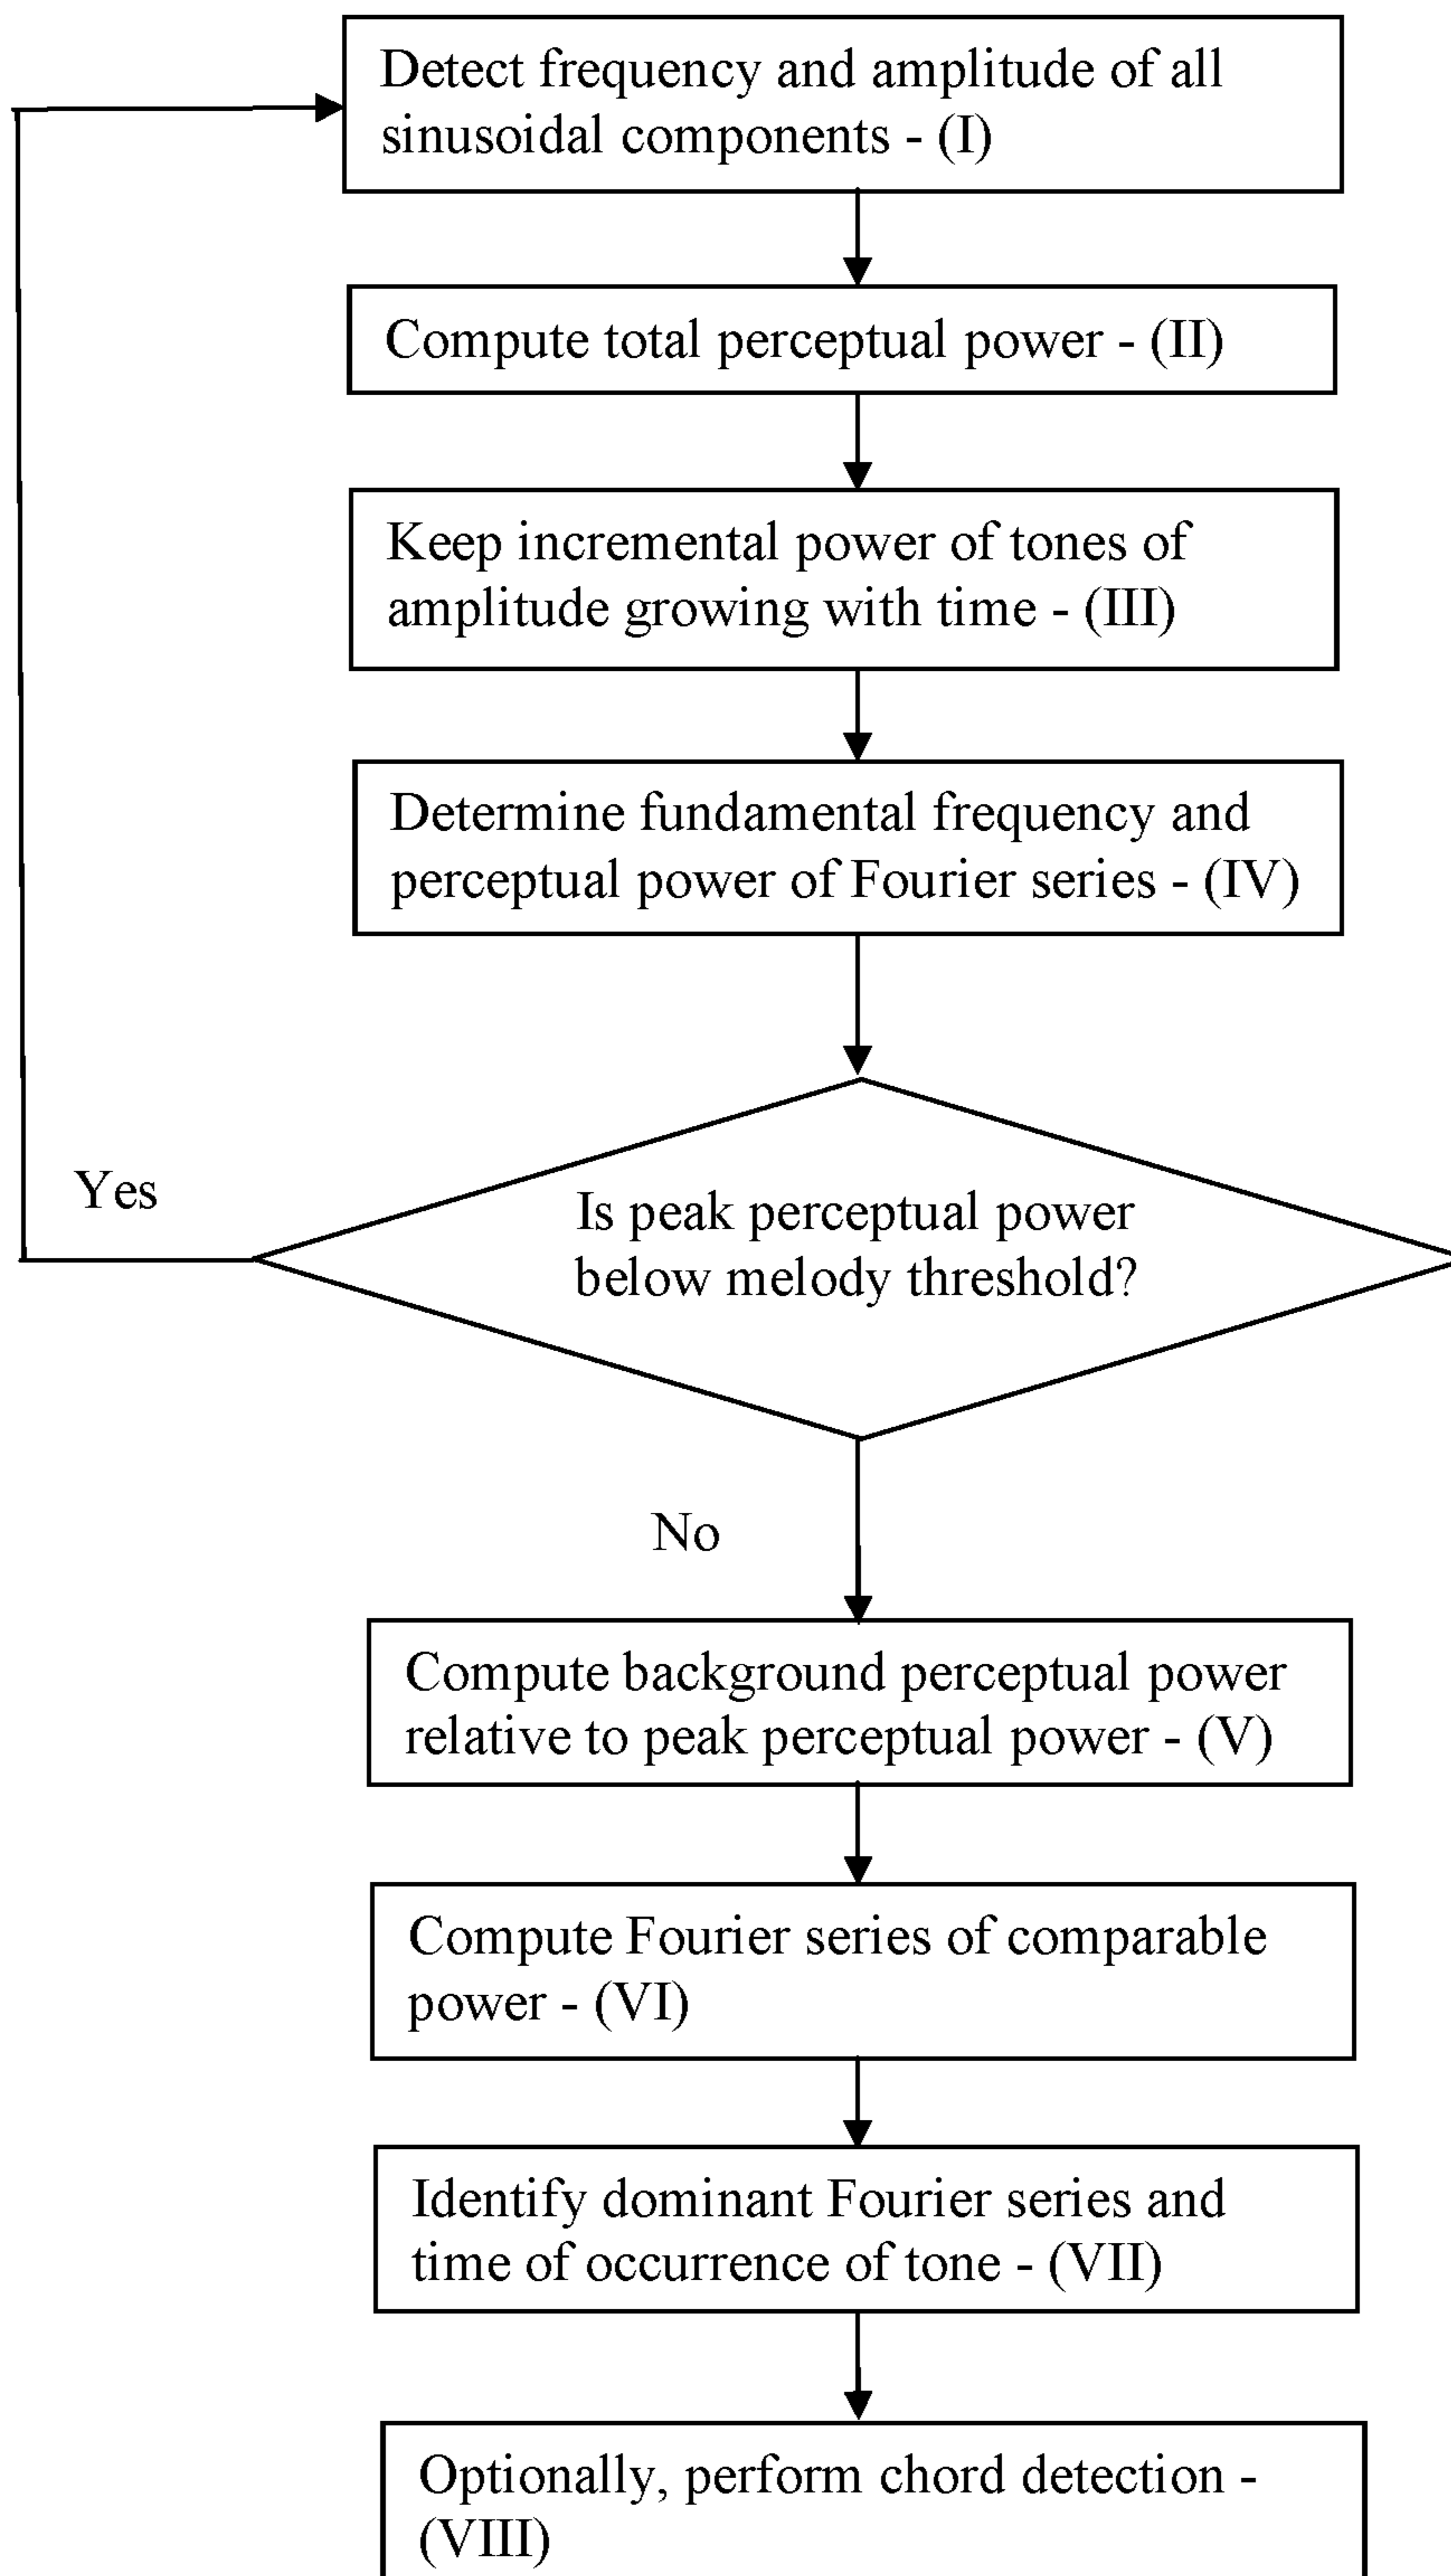 Detect frequency and amplitude of all
sinusoidal components - (I)
Compute total perceptual power - (II)
Keep incremental power of tones of
amplitude growing with time - (III)
Determine fundamental frequency and
perceptual power of Fourier series - (IV)
Yes
Is peak perceptual power
below melody threshold?
No
Compute background perceptual power
relative to peak perceptual power - (V)
Compute Fourier series of comparable
power - (VI)
Identify dominant Fourier series and
time of occurrence of tone - (VII)
Optionally, perform chord detection -
(VIII)